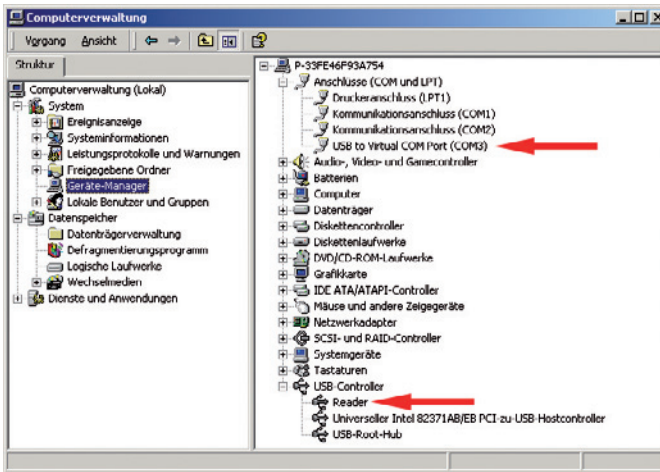 Computerverwaltung
Vorgang Ansicht
Struktur
Computerverwaltung (Lokal)
System
Ereignisanzeige
Systeminformationen
Leistungsprotokolle und Warnungen
Freigegebene Ordner
Geräte-Manager
Lokale Benutzer und Gruppen
Datenspeicher
Datenträgerverwaltung
Defragmentierungsprogramm
Logische Laufwerke
Wechselmedien
Dienste und Anwendungen
P-33FE46F93A754
Anschlüsse (COM und LPT)
Druckeranschluss (LPT1)
Kommunikationsanschluss (COM1)
Kommunikationsanschluss (COM2)
USB to Virtual COM Port (COM3)
Audio-, Video- und Gamecontroller
Batterien
Computer
Datenträger
Diskettencontroller
Diskettenlaufwerke
DVD/CD-ROM-Laufwerke
Grafikkarte
IDE ATA/ATAPI-Controller
Mäuse und andere Zeigegeräte
Netzwerkadapter
SCSI- und RAID-Controller
Systemgeräte
Tastaturen
USB-Controller
Reader
Universeller Intel 82371AB/EB PCI-zu-USB-Hostcontroller
USB-Root-Hub